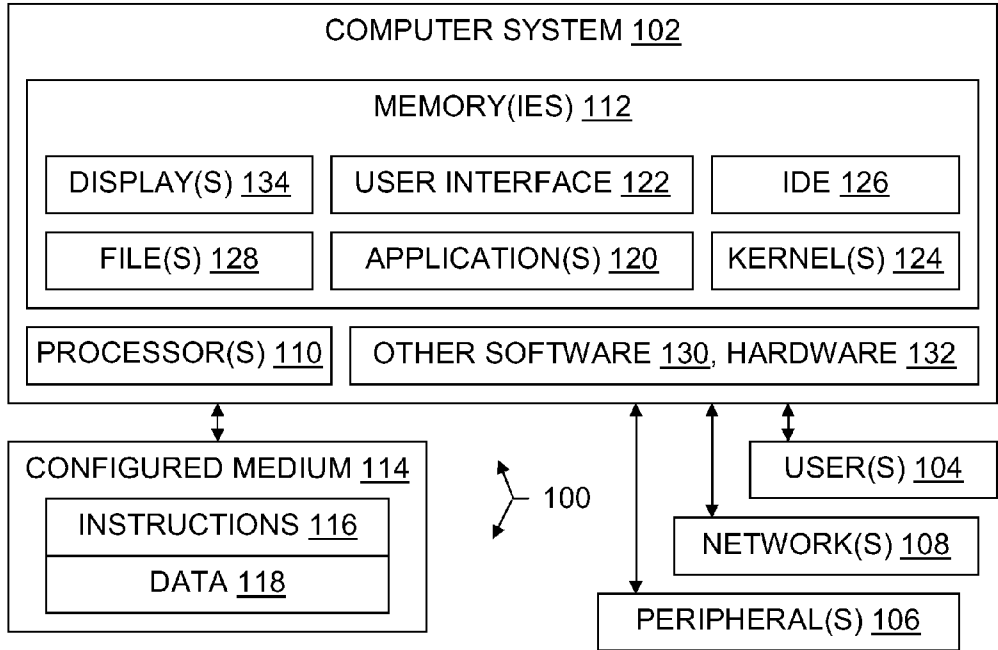 COMPUTER SYSTEM 102
MEMORY(IES) 112
DISPLAY(S) 134
USER INTERFACE 122
IDE 126
FILE(S) 128
APPLICATION(S) 120
KERNEL(S) 124
PROCESSOR(S) 110
OTHER SOFTWARE 130, HARDWARE 132
CONFIGURED MEDIUM 114
INSTRUCTIONS 116
DATA 118
100
USER(S) 104
NETWORK(S) 108
PERIPHERAL(S) 106